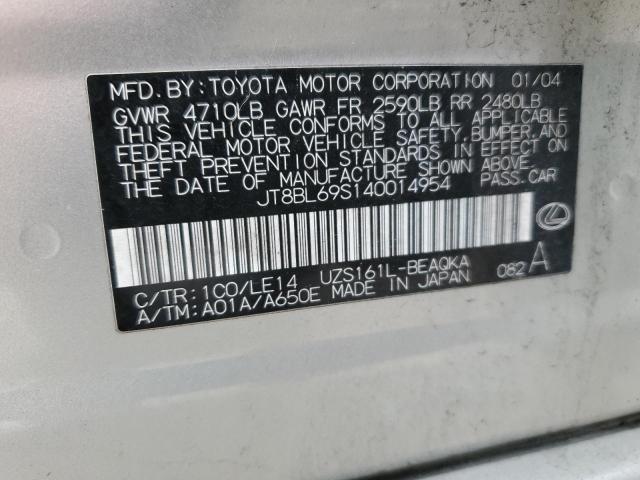 MFD.BY:TOYOTA MOTOR CORPORATION 01/04
GVWR 4710LB GAWR FR 2590LB RR 2480LB
THIS VEHICLE CONFORMS TO ALL APPLICABLE
FEDERAL MOTOR VEHICLE SAFETY, BUMPER, AND
THEFT PREVENTION STANDARDS IN EFFECT ON
THE DATE OF MANUFACTURE SHOWN ABOVE.
JT8BL69S140014954 PASS.CAR
C/TR:1C0/LE14 UZS161L-BEAQKA
A/TM:A01A/A650E MADE IN JAPAN 082 A